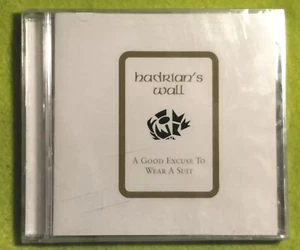 hadrian's
wall
A Good Excuse To
Wear A Suit